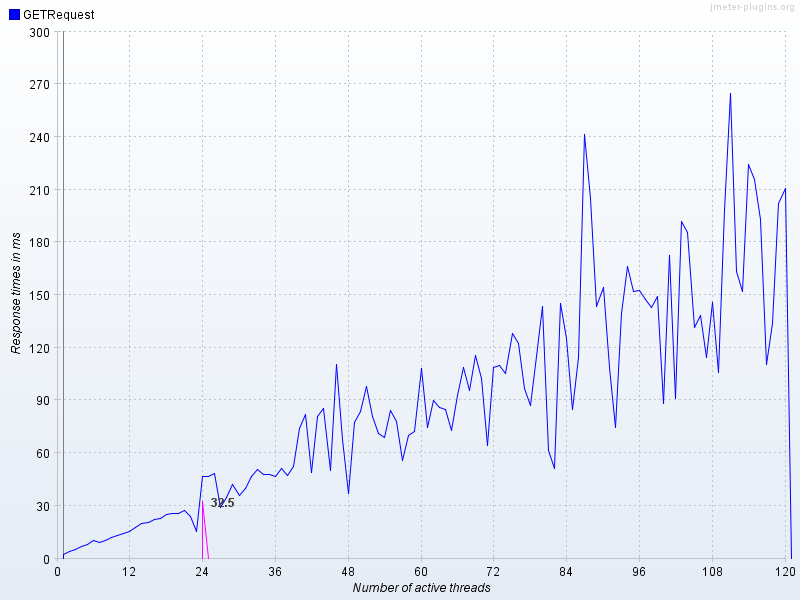 jmeter-plugins.org
GETRequest
300
270
240
210
180
150
120
90
60
30
0
Response times in ms
32.5
0 12 24 36 48 60 72 84 96 108 120
Number of active threads